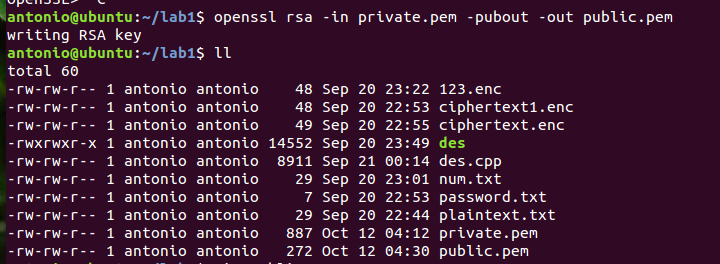 antonio@ubuntu:~/lab1$ openssl rsa -in private.pem -pubout -out public.pem
writing RSA key
antonio@ubuntu:~/lab1$ ll
total 60
-rw-rw-r-- 1 antonio antonio    48 Sep 20 23:22 123.enc
-rw-rw-r-- 1 antonio antonio    48 Sep 20 22:53 ciphertext1.enc
-rw-rw-r-- 1 antonio antonio    49 Sep 20 22:55 ciphertext.enc
-rwxrwxr-x 1 antonio antonio 14552 Sep 20 23:49 des
-rw-rw-r-- 1 antonio antonio  8911 Sep 21 00:14 des.cpp
-rw-rw-r-- 1 antonio antonio    29 Sep 20 23:01 num.txt
-rw-rw-r-- 1 antonio antonio     7 Sep 20 22:53 password.txt
-rw-rw-r-- 1 antonio antonio    29 Sep 20 22:44 plaintext.txt
-rw-rw-r-- 1 antonio antonio   887 Oct 12 04:12 private.pem
-rw-rw-r-- 1 antonio antonio   272 Oct 12 04:30 public.pem